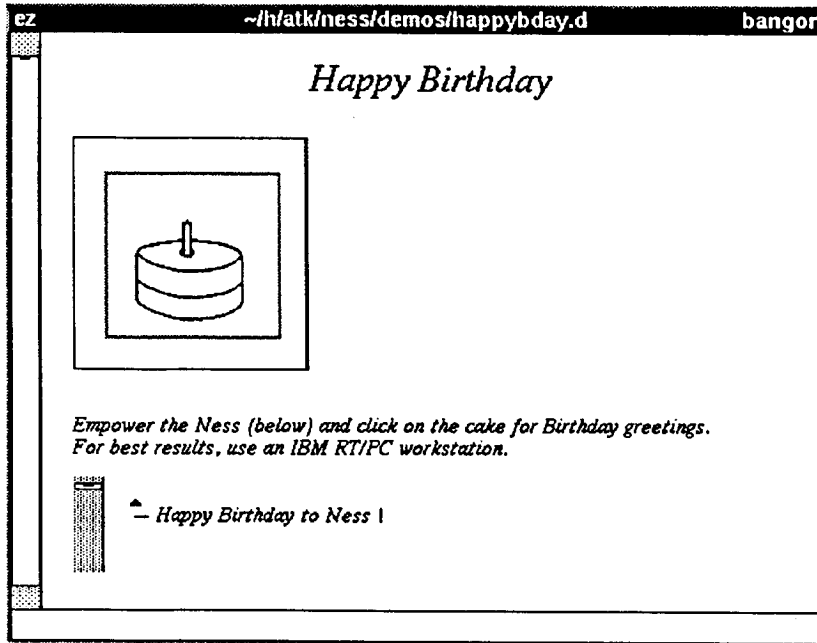 ez ~/h/atk/ness/demos/happybday.d bangor
Happy Birthday
Empower the Ness (below) and click on the cake for Birthday greetings.
For best results, use an IBM RT/PC workstation.
-- Happy Birthday to Ness !